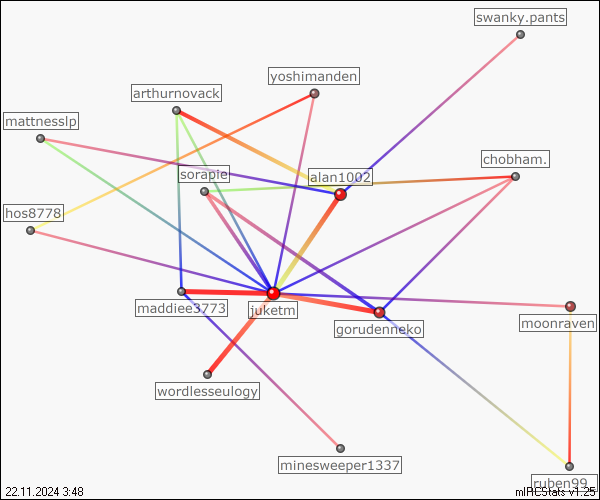 swanky.pants
yoshimanden
arthurnovack
mattnesslp
chobham.
sorapie
alan1002
hos8778
maddiee3773
juketm
moonraven
gorudenneko
wordlesseulogy
minesweeper1337
ruben99_
22.11.2024 3:48
mIRCStats v1.25